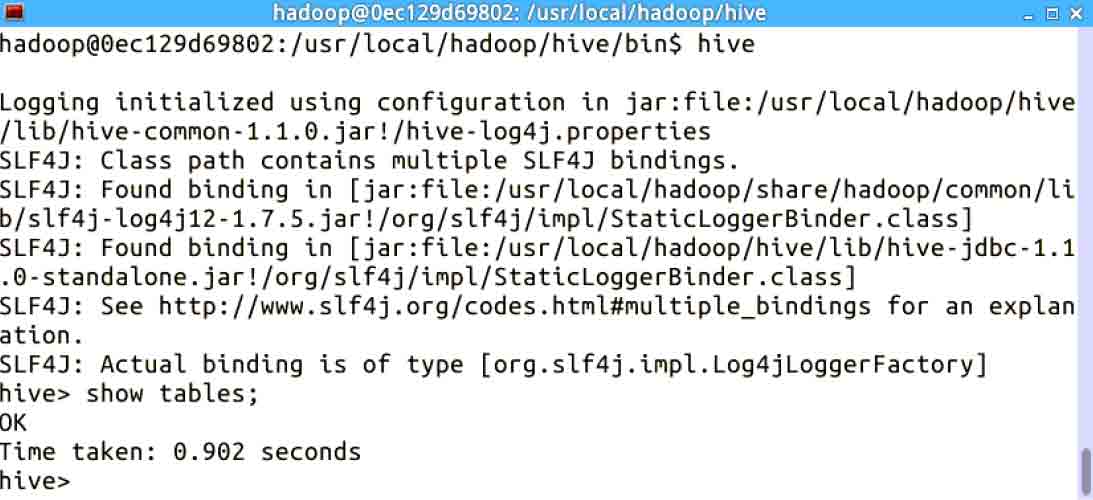 hadoop@0ec129d69802: /usr/local/hadoop/hive
hadoop@0ec129d69802:/usr/local/hadoop/hive/bin$ hive
Logging initialized using configuration in jar:file:/usr/local/hadoop/hive
/lib/hive-common-1.1.0.jar!/hive-log4j.properties
SLF4J: Class path contains multiple SLF4J bindings.
SLF4J: Found binding in [jar:file:/usr/local/hadoop/share/hadoop/common/li
b/slf4j-log4j12-1.7.5.jar!/org/slf4j/impl/StaticLoggerBinder.class]
SLF4J: Found binding in [jar:file:/usr/local/hadoop/hive/lib/hive-jdbc-1.1
.0-standalone.jar!/org/slf4j/impl/StaticLoggerBinder.class]
SLF4J: See http://www.slf4j.org/codes.html#multiple_bindings for an explan
ation.
SLF4J: Actual binding is of type [org.slf4j.impl.Log4jLoggerFactory]
hive> show tables;
OK
Time taken: 0.902 seconds
hive>